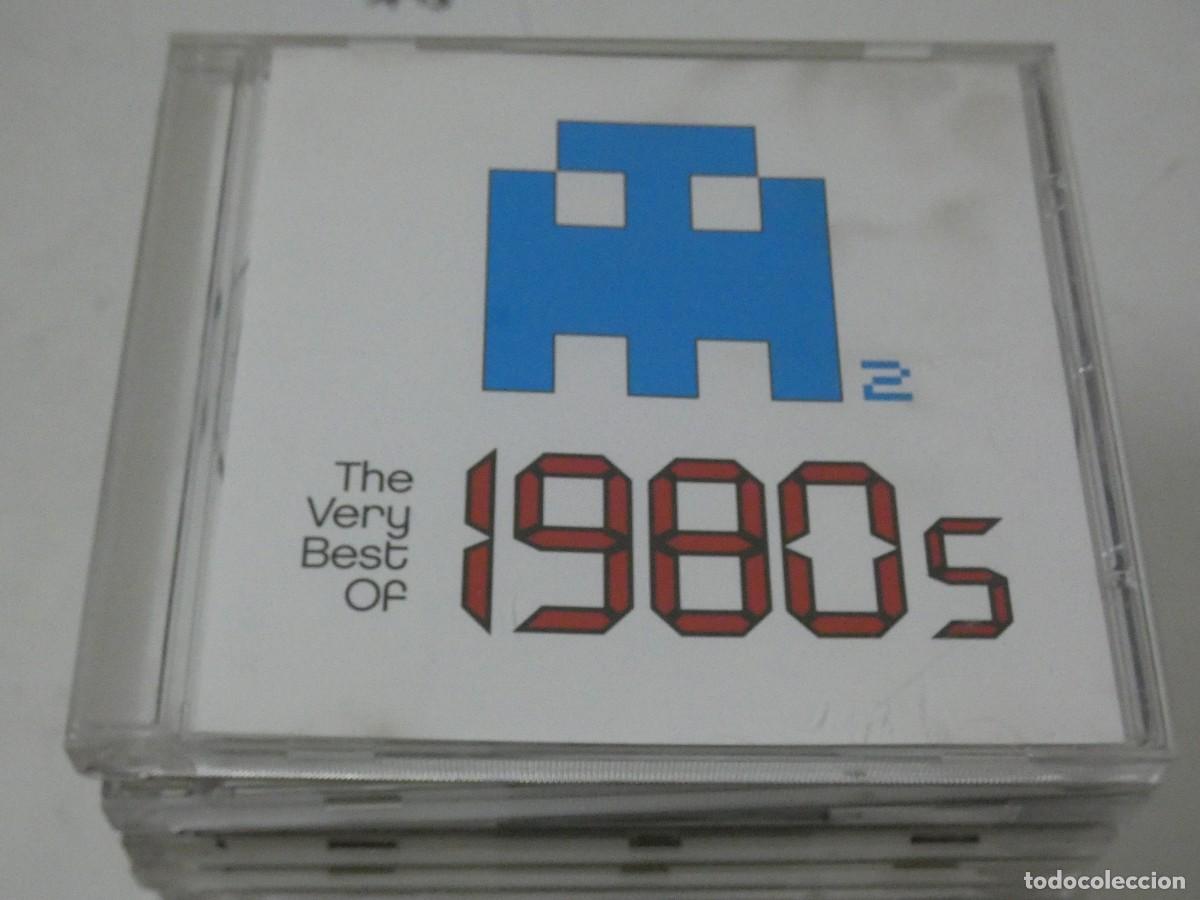 2
The
Very
Best
Of
1980s
todocoleccion